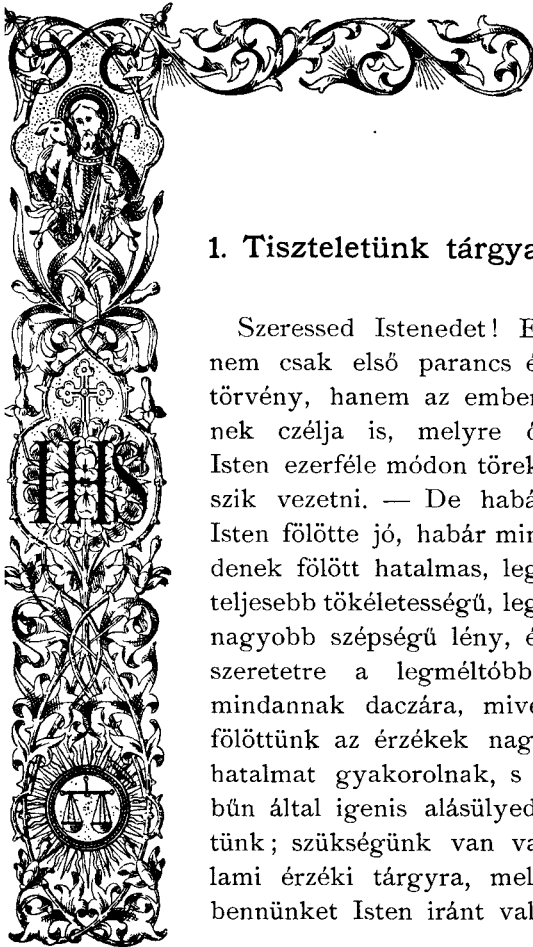 IHS
1. Tiszteletünk tárgya
Szeressed Istenedet! E
nem csak első parancs é
törvény, hanem az ember
nek czélja is, melyre ő
Isten ezerféle módon törek
szik vezetni. — De habá
Isten fölötte jó, habár min
denek fölött hatalmas, leg
teljesebb tökéletességű, leg
nagyobb szépségű lény, é
szeretetre a legméltóbb
mindannak daczára, mive
fölöttünk az érzékek nag
hatalmat gyakorolnak, s
bűn által igenis alásülyed
tünk; szükségünk van va
lami érzéki tárgyra, mel
bennünket Isten iránt val